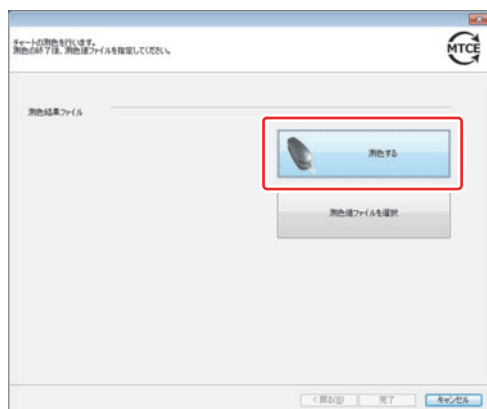 チャートの測色を行います。
測色の終了後、測色値ファイルを指定してください。
MTCE
測色結果ファイル
測色する
測色値ファイルを選択
< 戻る(B)
完了
キャンセル